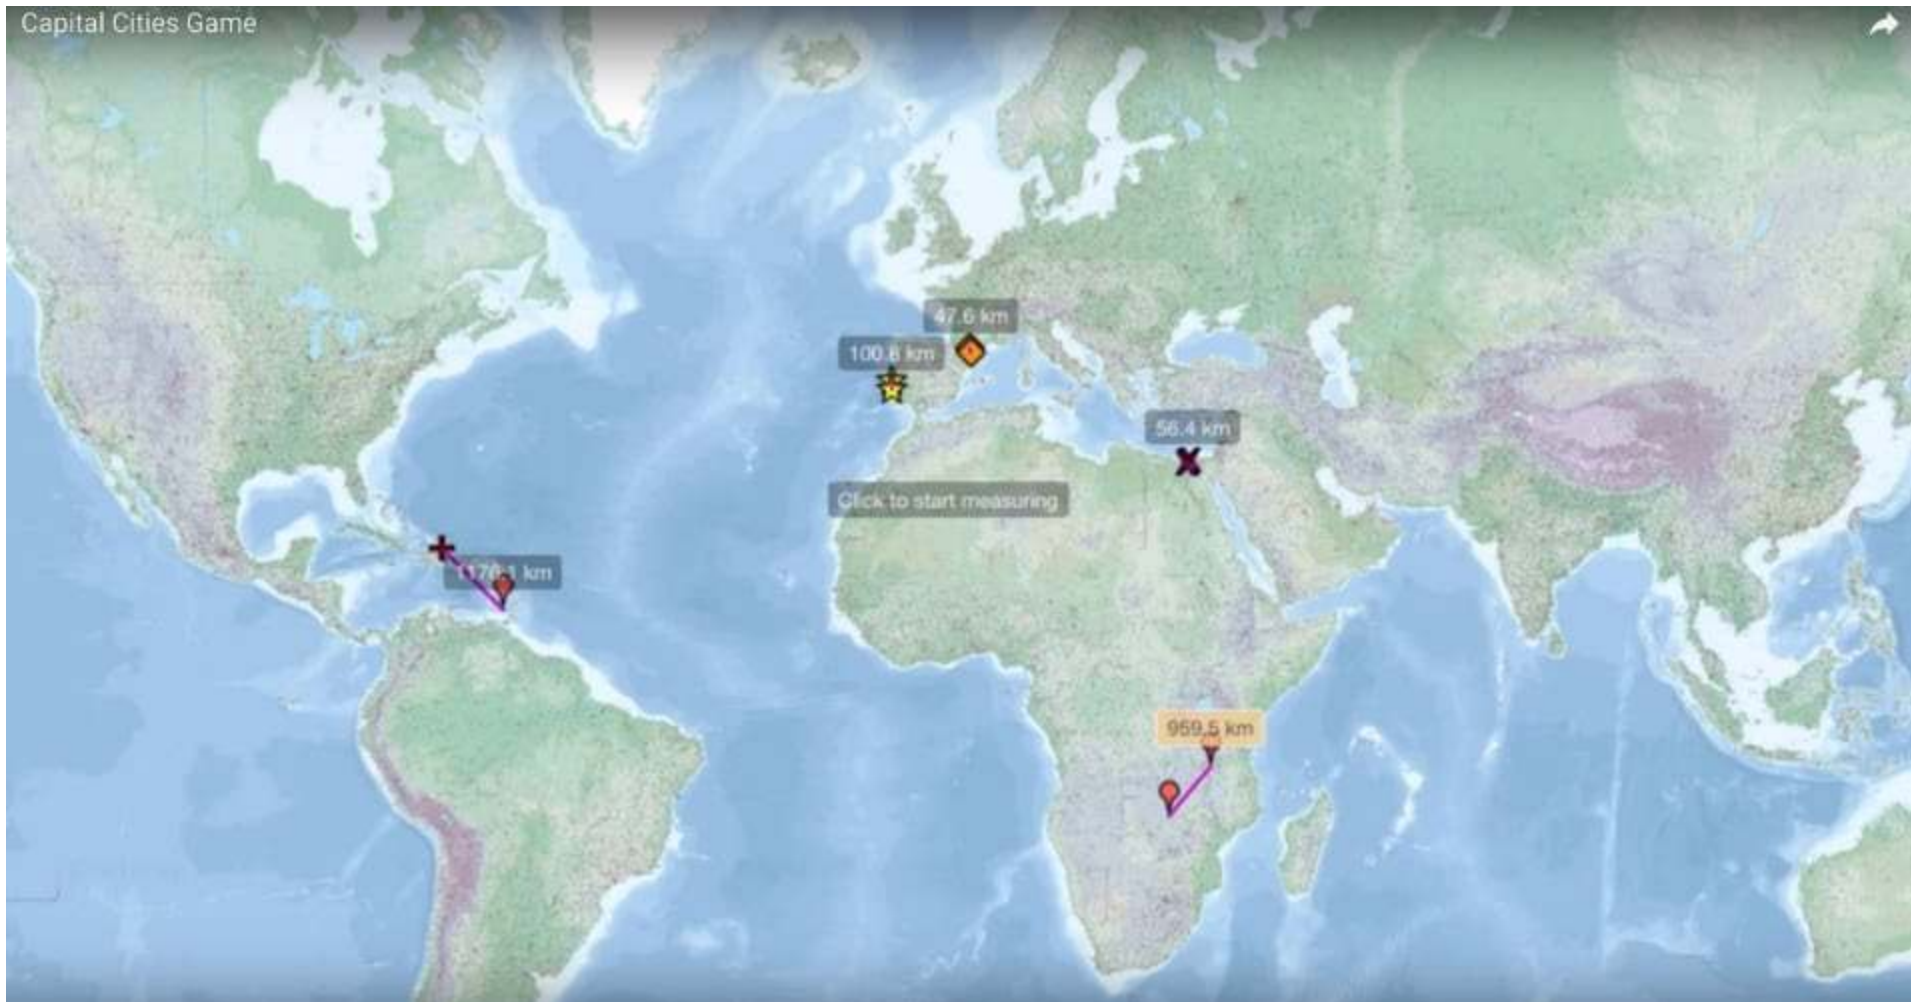 Capital Cities Game
47.6 km
100.8 km
56.4 km
Click to start measuring
km
959.5 km